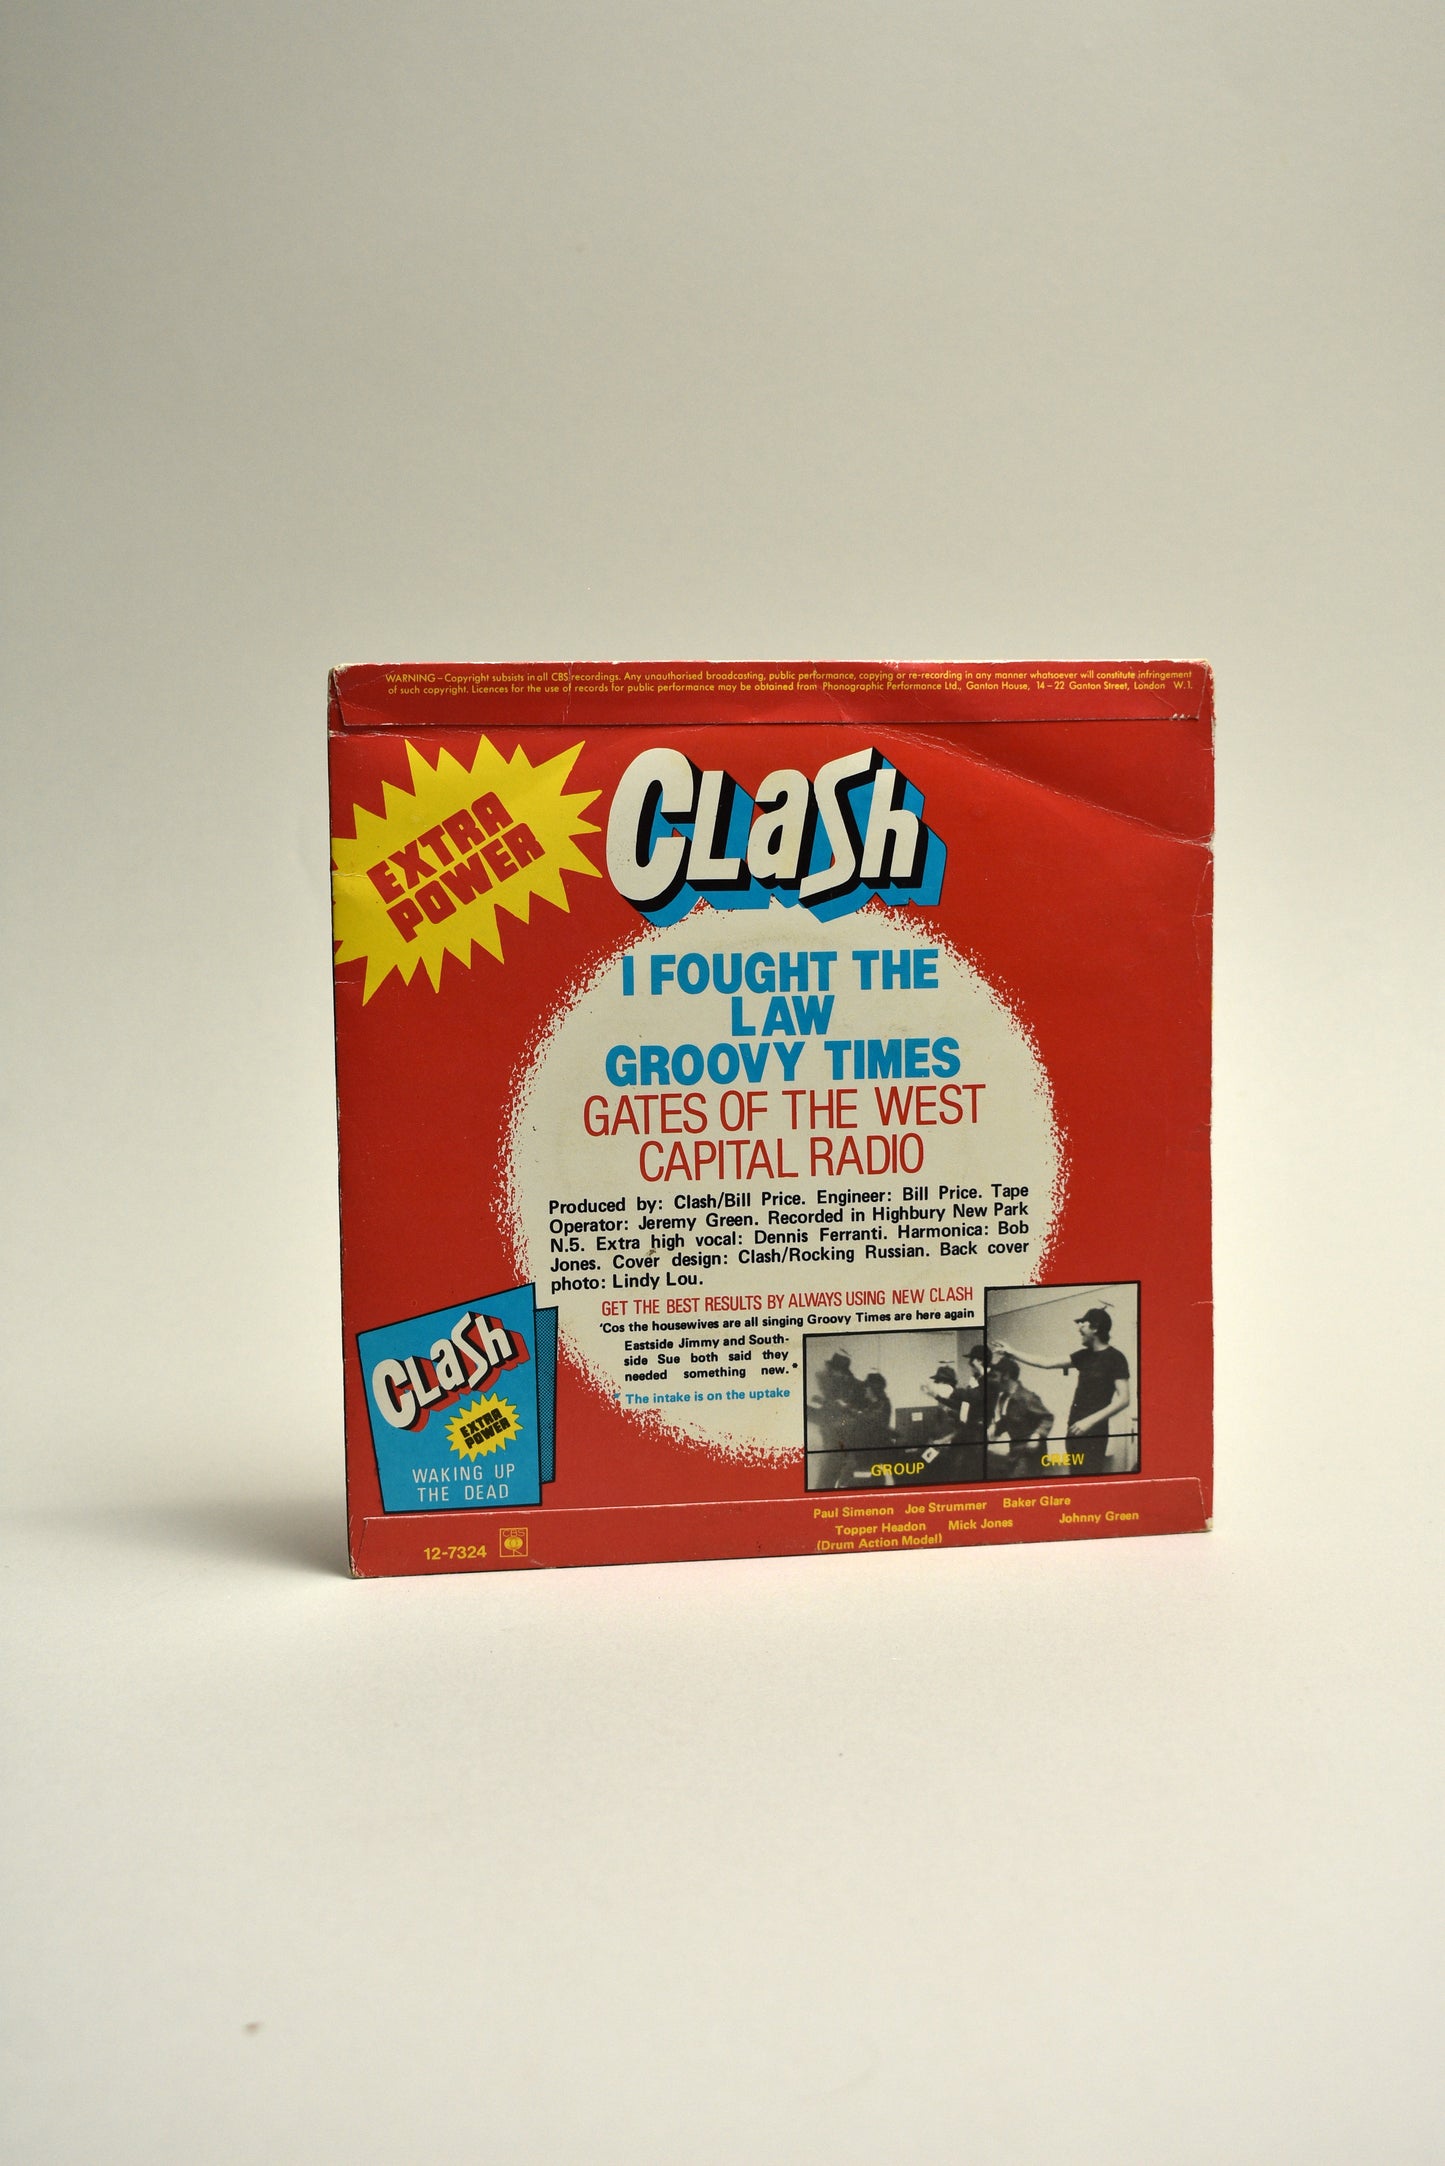 WARNING – Copyright subsists in all CBS recordings. Any unauthorised broadcasting, public performance, copying or re-recording in any manner whatsoever will constitute infringement
of such copyright. Licences for the use of records for public performance may be obtained from Phonographic Performance Ltd., Ganton House, 14–22 Ganton Street, London W.1.
EXTRA
POWER
CLaSh
I FOUGHT THE
LAW
GROOVY TIMES
GATES OF THE WEST
CAPITAL RADIO
Produced by: Clash/Bill Price. Engineer: Bill Price. Tape
Operator: Jeremy Green. Recorded in Highbury New Park
N.5. Extra high vocal: Dennis Ferranti. Harmonica: Bob
Jones. Cover design: Clash/Rocking Russian. Back cover
photo: Lindy Lou.
GET THE BEST RESULTS BY ALWAYS USING NEW CLASH
'Cos the housewives are all singing Groovy Times are here again
Eastside Jimmy and South-
side Sue both said they
needed something new.*
* The intake is on the uptake
CLaSh
EXTRA
POWER
WAKING UP
THE DEAD
GROUP
CREW
Paul Simenon Joe Strummer Baker Glare
Topper Headon Mick Jones Johnny Green
(Drum Action Model)
12-7324 CBS